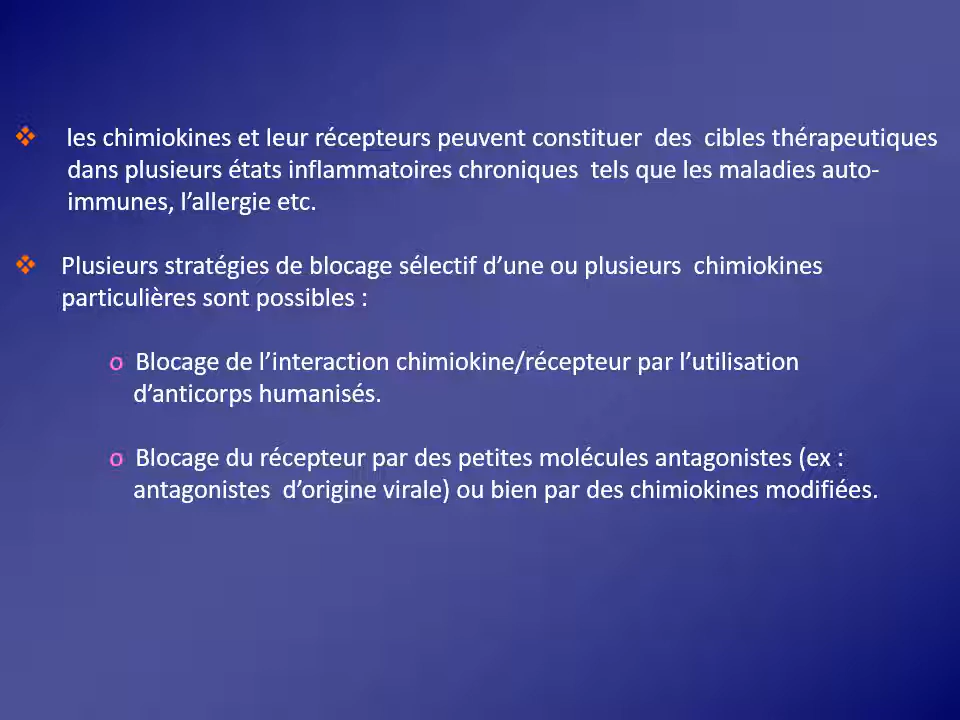 ❖ les chimiokines et leur récepteurs peuvent constituer des cibles thérapeutiques
dans plusieurs états inflammatoires chroniques tels que les maladies auto-
immunes, l’allergie etc.
❖ Plusieurs stratégies de blocage sélectif d’une ou plusieurs chimiokines
particulières sont possibles :
o Blocage de l’interaction chimiokine/récepteur par l’utilisation
d’anticorps humanisés.
o Blocage du récepteur par des petites molécules antagonistes (ex :
antagonistes d’origine virale) ou bien par des chimiokines modifiées.